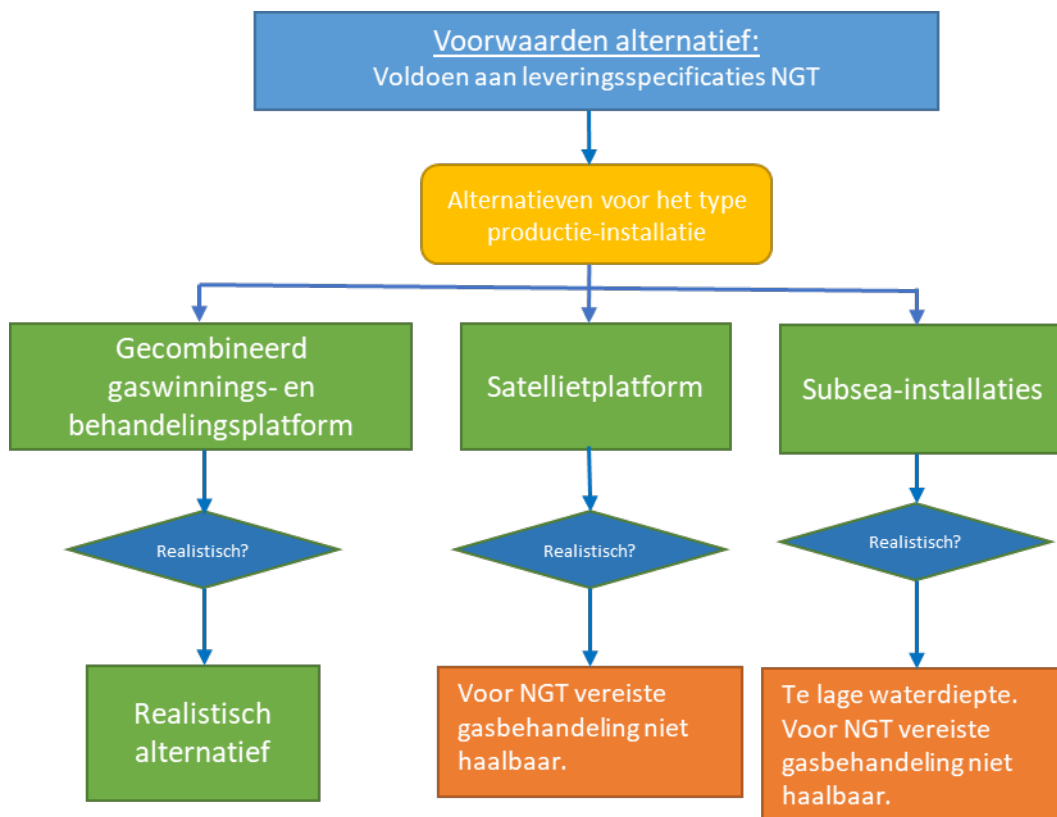 Voorwaarden alternatief:
Voldoen aan leveringsspecificaties NGT
Alternatieven voor het type
productie-installatie
Gecombineerd
gaswinnings- en
behandelingsplatform
Satellietplatform
Subsea-installaties
Realistisch?
Realistisch?
Realistisch?
Realistisch
alternatief
Voor NGT vereiste
gasbehandeling niet
haalbaar.
Te lage waterdiepte.
Voor NGT vereiste
gasbehandeling niet
haalbaar.